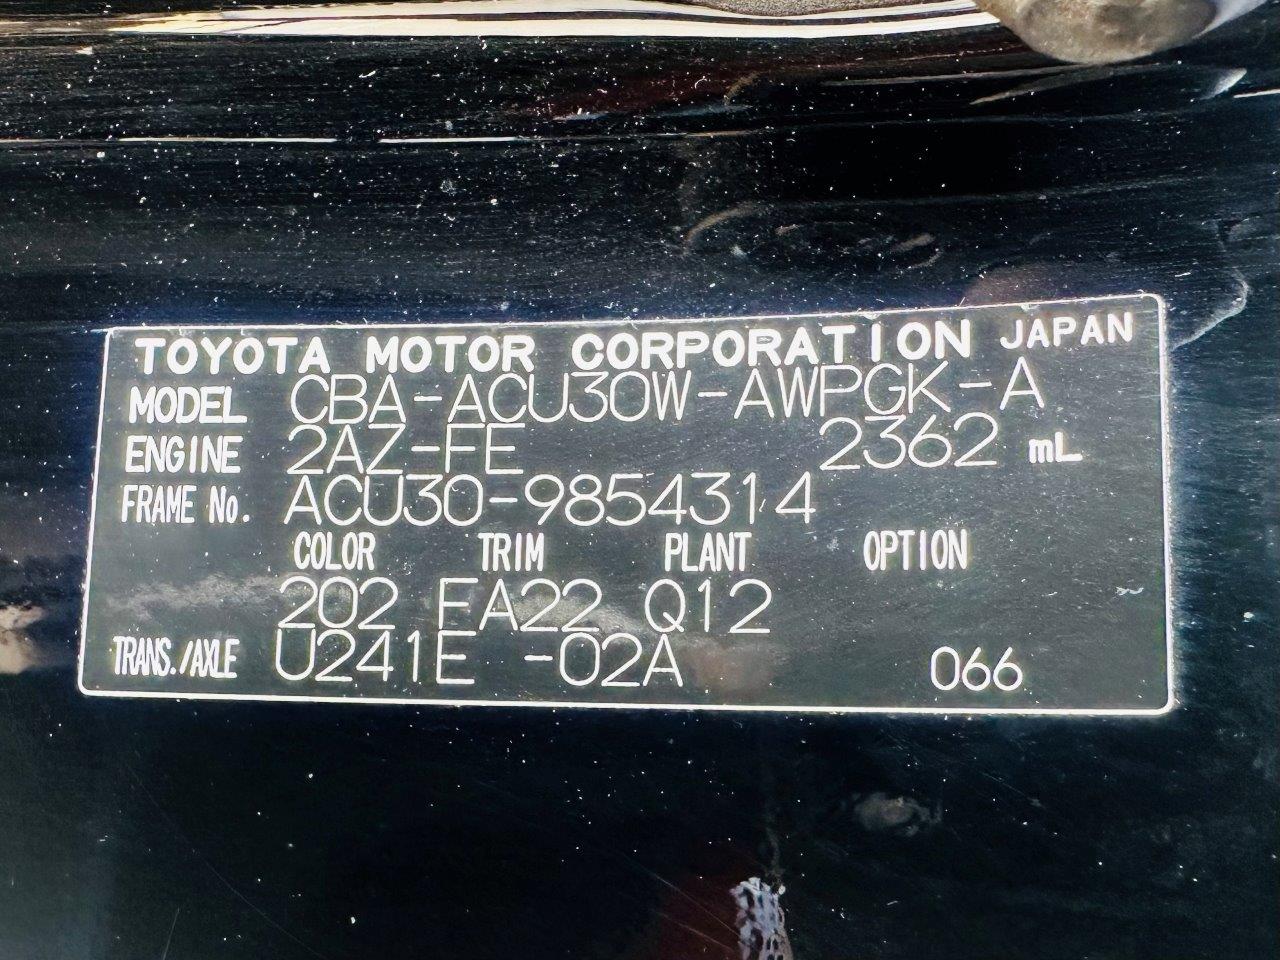 TOYOTA MOTOR CORPORATION JAPAN
MODEL CBA-ACU30W-AWPGK-A
ENGINE 2AZ-FE 2362 mL
FRAME No. ACU30-9854314
COLOR TRIM PLANT OPTION
202 FA22 Q12
TRANS./AXLE U241E -02A 066